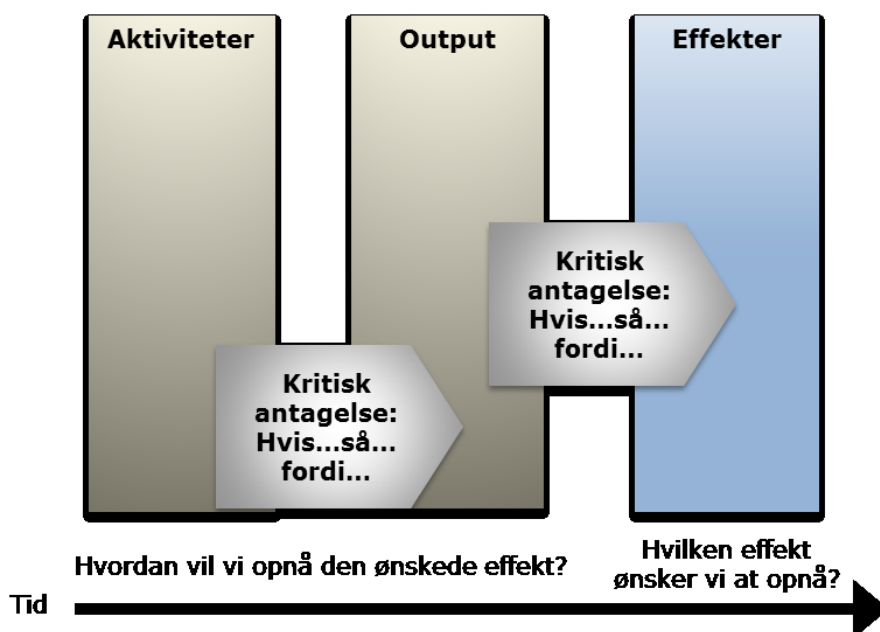 Aktiviteter
Output
Effekter
Kritisk
antagelse:
Hvis...så...
fordi...
Kritisk
antagelse:
Hvis...så...
fordi...
Hvordan vil vi opnå den ønskede effekt?
Hvilken effekt
ønsker vi at opnå?
Tid